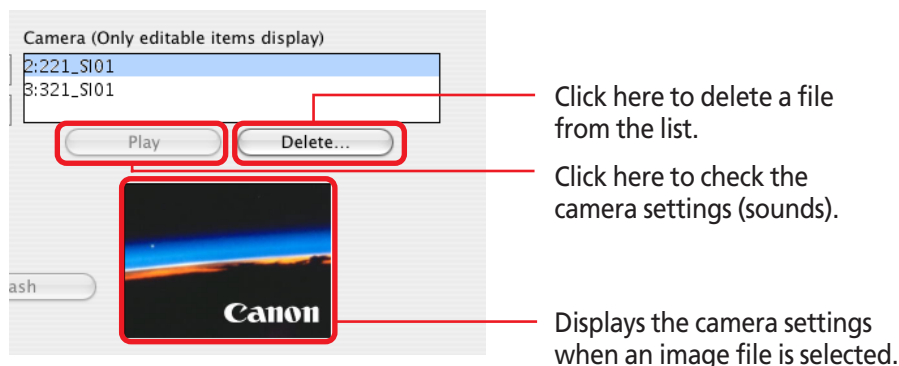 Camera (Only editable items display)
2:221_SI01
3:321_SI01
Play
Delete...
Click here to delete a file
from the list.
Click here to check the
camera settings (sounds).
ash
Canon
Displays the camera settings
when an image file is selected.